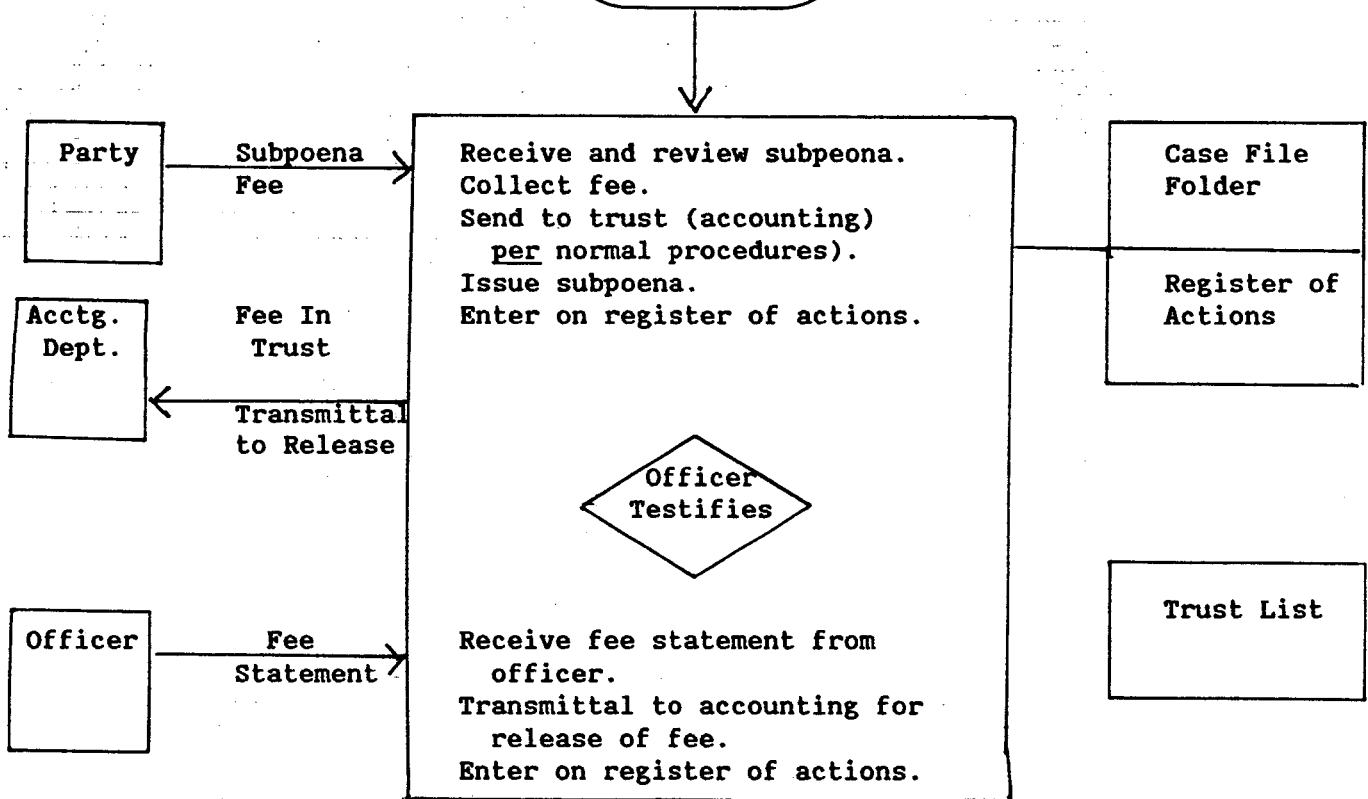 Party
Subpoena
Fee
Receive and review subpeona.
Collect fee.
Send to trust (accounting)
per normal procedures).
Issue subpoena.
Enter on register of actions.
Case File
Folder
Register of
Actions
Acctg.
Dept.
Fee In
Trust
Transmittal
to Release
Officer
Testifies
Trust List
Officer
Fee
Statement
Receive fee statement from
officer.
Transmittal to accounting for
release of fee.
Enter on register of actions.